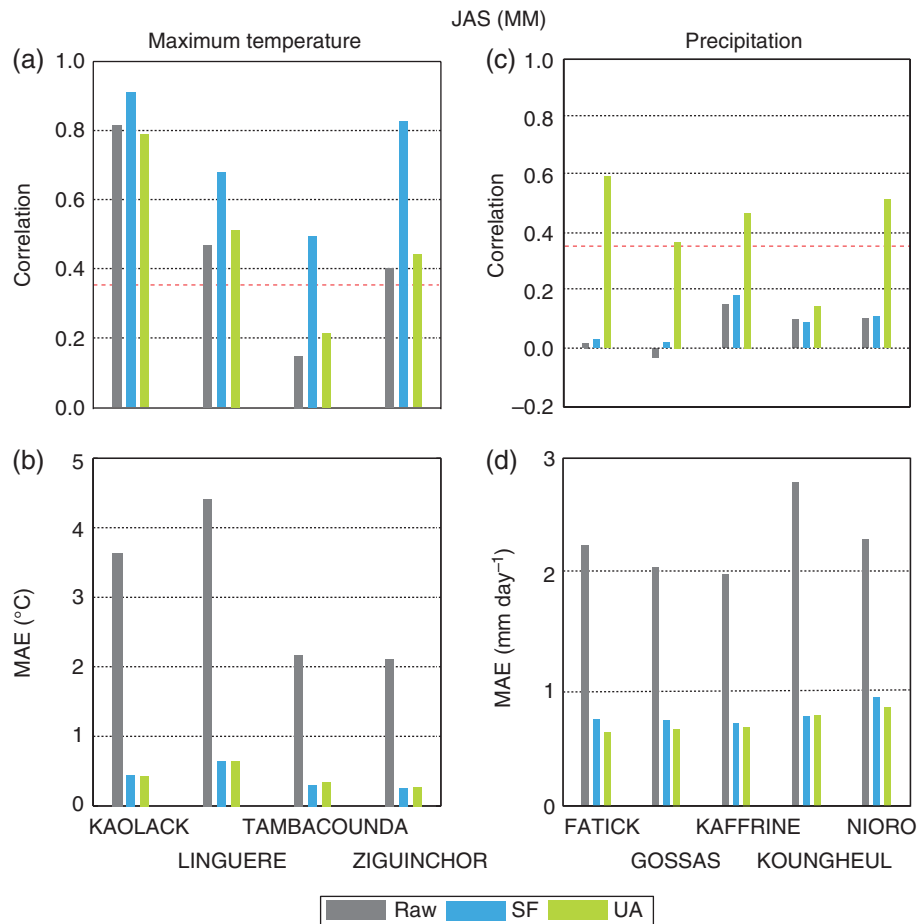 JAS (MM)
Maximum temperature
Precipitation
(a)
1.0
0.8
0.6
0.4
0.2
0.0
Correlation
(c)
1.0
0.8
0.6
0.4
0.2
0.0
–0.2
Correlation
(b)
5
4
3
2
1
0
MAE (°C)
KAOLACK
TAMBACOUNDA
LINGUERE
ZIGUINCHOR
(d)
3
2
1
0
MAE (mm day⁻¹)
FATICK
KAFFRINE
NIORO
GOSSAS
KOUNGHEUL
Raw
SF
UA